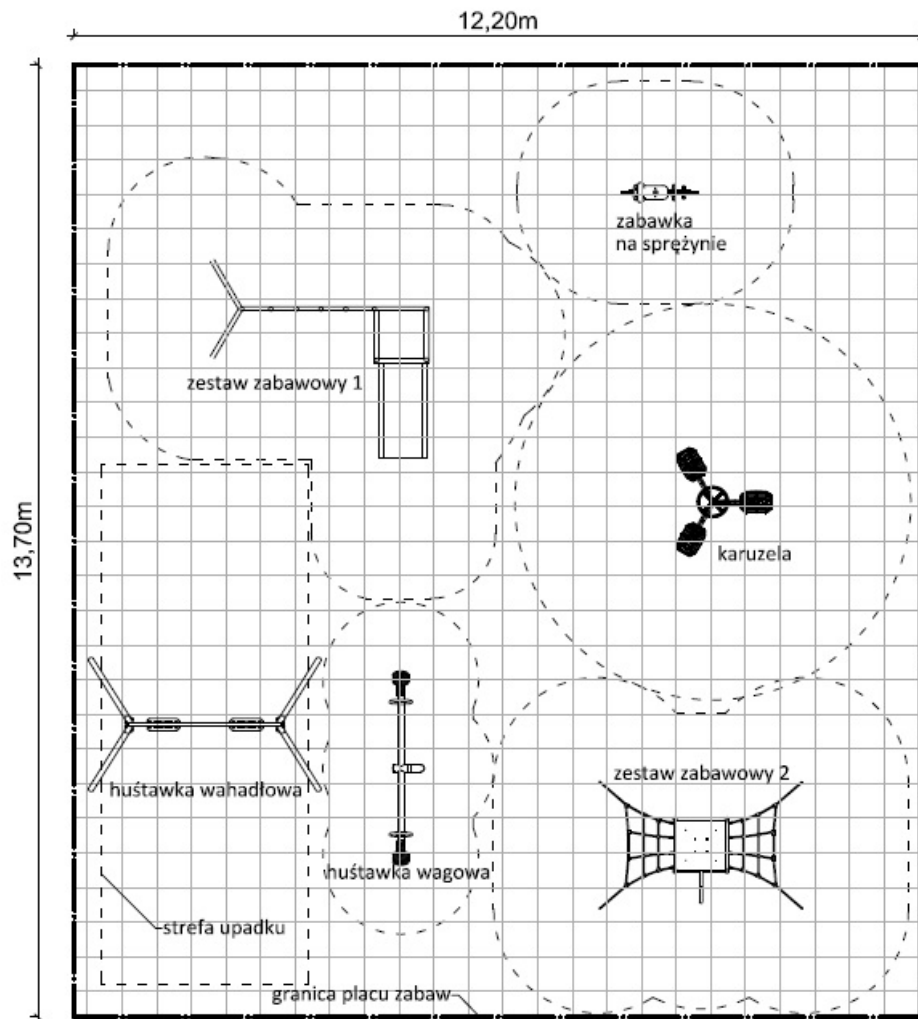 12,20m
zabawka
na sprężynie
zestaw zabawowy 1
13,70m
karuzela
huśtawka wahadłowa
zestaw zabawowy 2
huśtawka wagowa
strefa upadku
granica placu zabaw